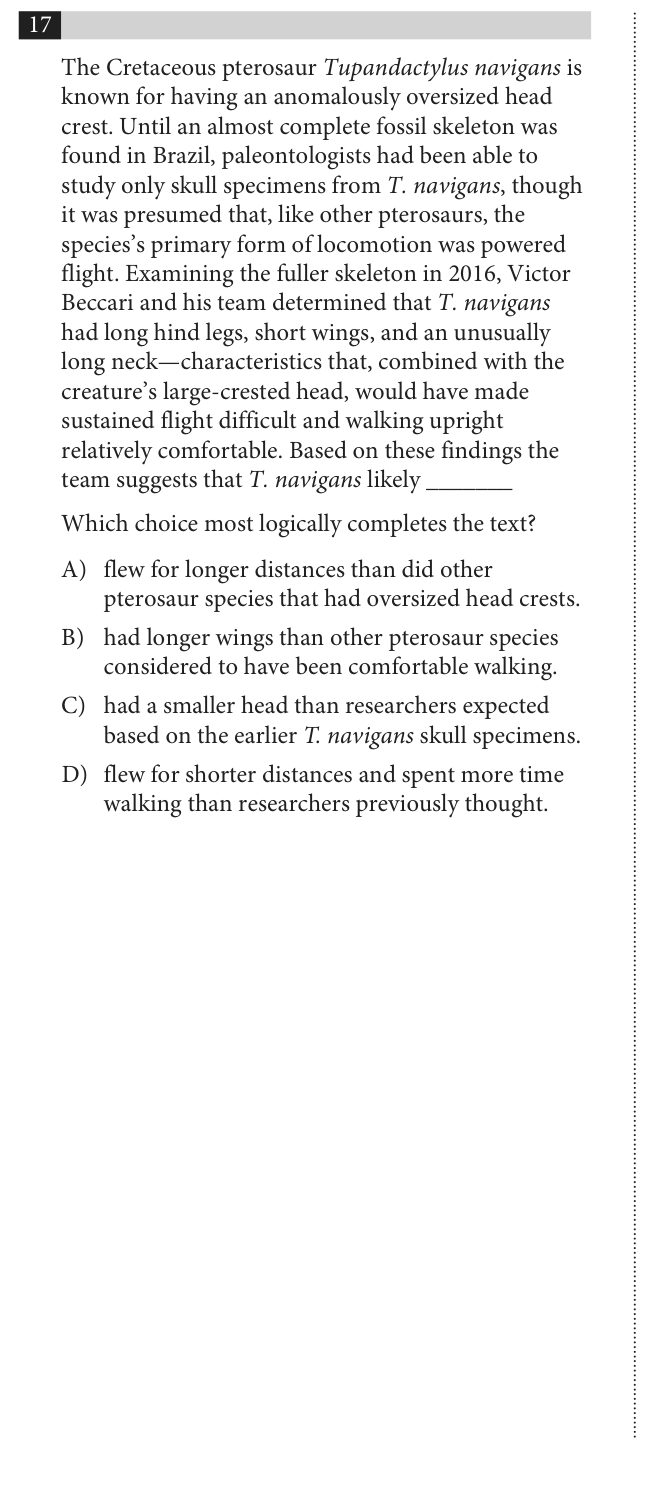 17
The Cretaceous pterosaur Tupandactylus navigans is
known for having an anomalously oversized head
crest. Until an almost complete fossil skeleton was
found in Brazil, paleontologists had been able to
study only skull specimens from T. navigans, though
it was presumed that, like other pterosaurs, the
species’s primary form of locomotion was powered
flight. Examining the fuller skeleton in 2016, Victor
Beccari and his team determined that T. navigans
had long hind legs, short wings, and an unusually
long neck—characteristics that, combined with the
creature’s large-crested head, would have made
sustained flight difficult and walking upright
relatively comfortable. Based on these findings the
team suggests that T. navigans likely _______
Which choice most logically completes the text?
A) flew for longer distances than did other
pterosaur species that had oversized head crests.
B) had longer wings than other pterosaur species
considered to have been comfortable walking.
C) had a smaller head than researchers expected
based on the earlier T. navigans skull specimens.
D) flew for shorter distances and spent more time
walking than researchers previously thought.